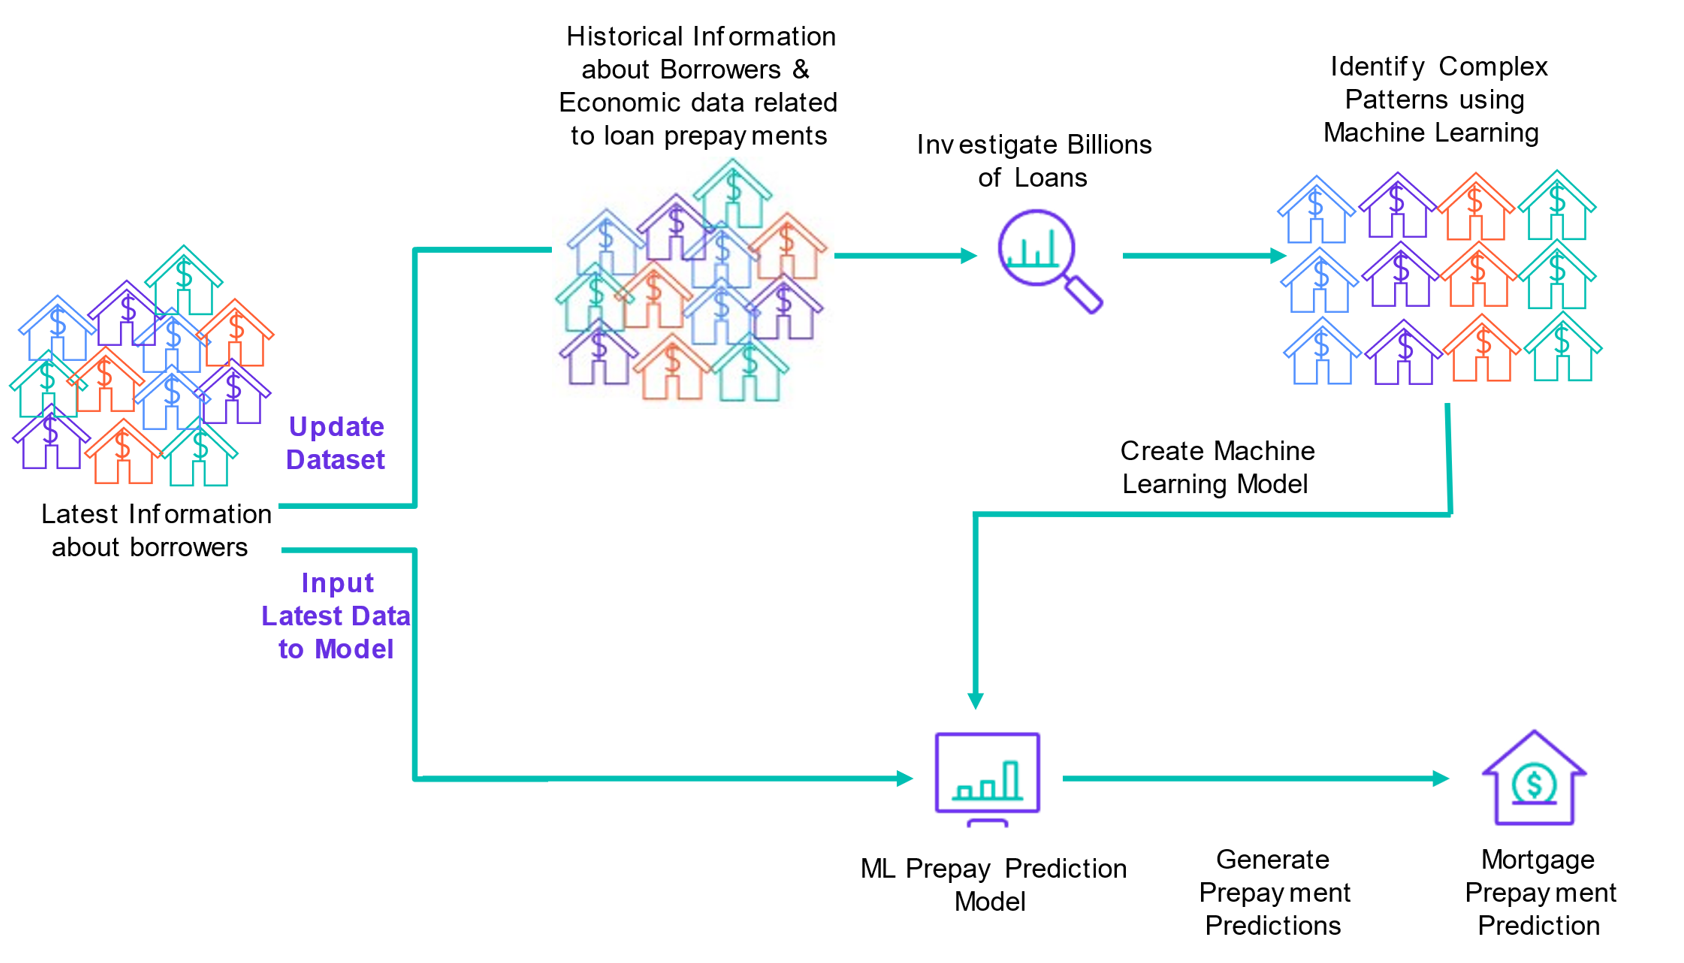 Historical Information
about Borrowers &
Economic data related
to loan prepayments
Investigate Billions
of Loans
Identify Complex
Patterns using
Machine Learning
Update
Dataset
Latest Information
about borrowers
Input
Latest Data
to Model
Create Machine
Learning Model
ML Prepay Prediction
Model
Generate
Prepayment
Predictions
Mortgage
Prepayment
Prediction